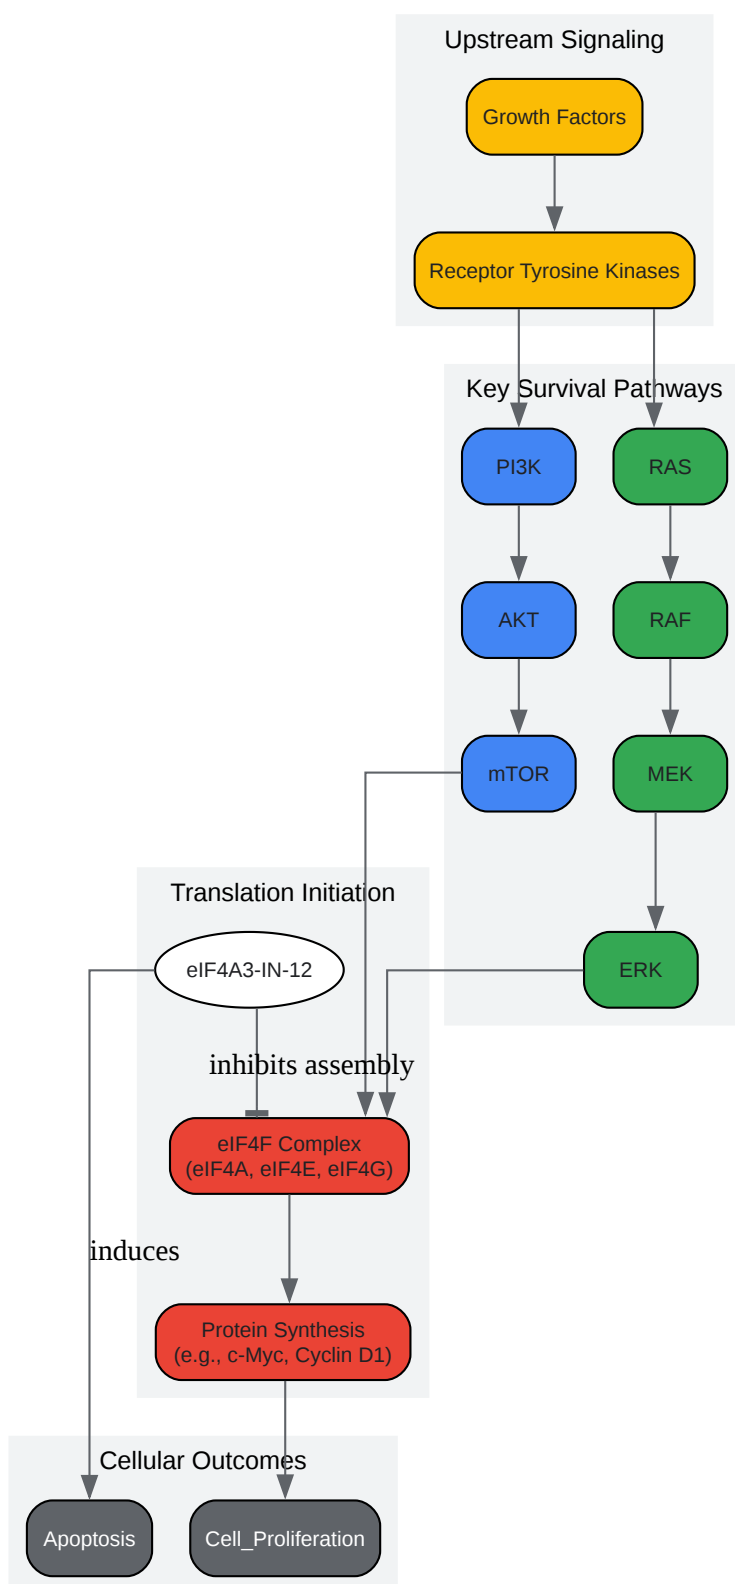 Upstream Signaling
Growth Factors
Receptor Tyrosine Kinases
Key Survival Pathways
PI3K
RAS
AKT
RAF
mTOR
MEK
Translation Initiation
eIF4A3-IN-12
ERK
inhibits assembly
eIF4F Complex
(eIF4A, eIF4E, eIF4G)
induces
Protein Synthesis
(e.g., c-Myc, Cyclin D1)
Cellular Outcomes
Apoptosis
Cell_Proliferation